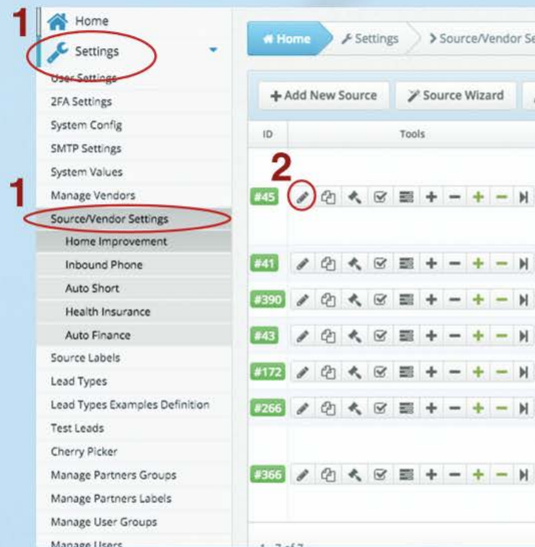 1
Home
Settings
User Settings
2FA Settings
System Config
SMTP Settings
System Values
Manage Vendors
1
Source/Vendor Settings
Home Improvement
Inbound Phone
Auto Short
Health Insurance
Auto Finance
Source Labels
Lead Types
Lead Types Examples Definition
Test Leads
Cherry Picker
Manage Partners Groups
Manage Partners Labels
Manage User Groups
Manage Users
Home Settings Source/Vendor Se
Add New Source Source Wizard
ID Tools
2
#45
#41
#390
#43
#172
#266
#366